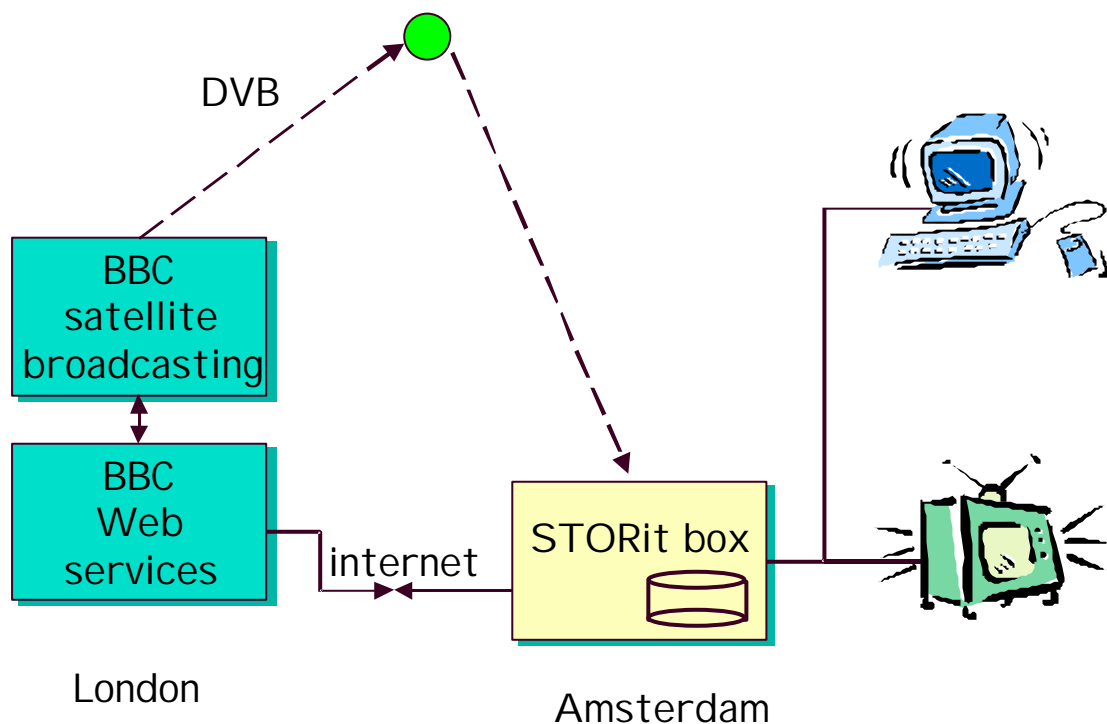 DVB
BBC
satellite
broadcasting
BBC
Web
services
internet
STORit box
London
Amsterdam